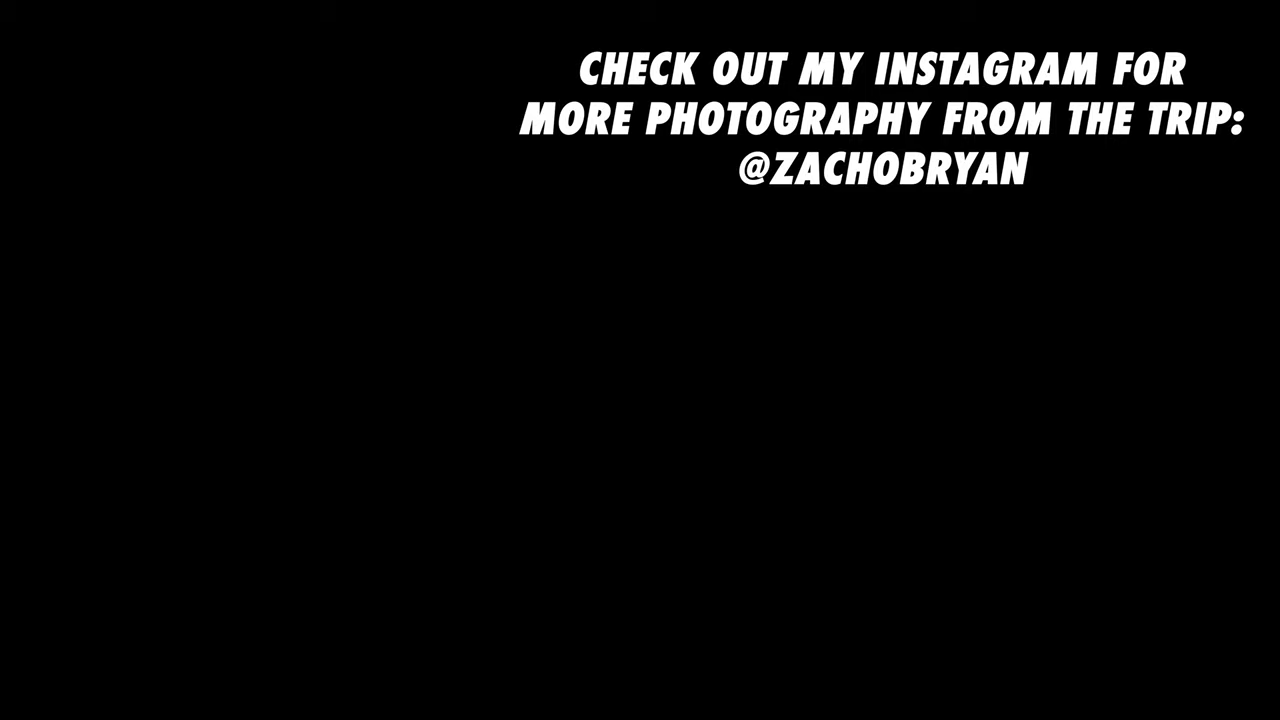 CHECK OUT MY INSTAGRAM FOR
MORE PHOTOGRAPHY FROM THE TRIP:
@ZACHOBRYAN